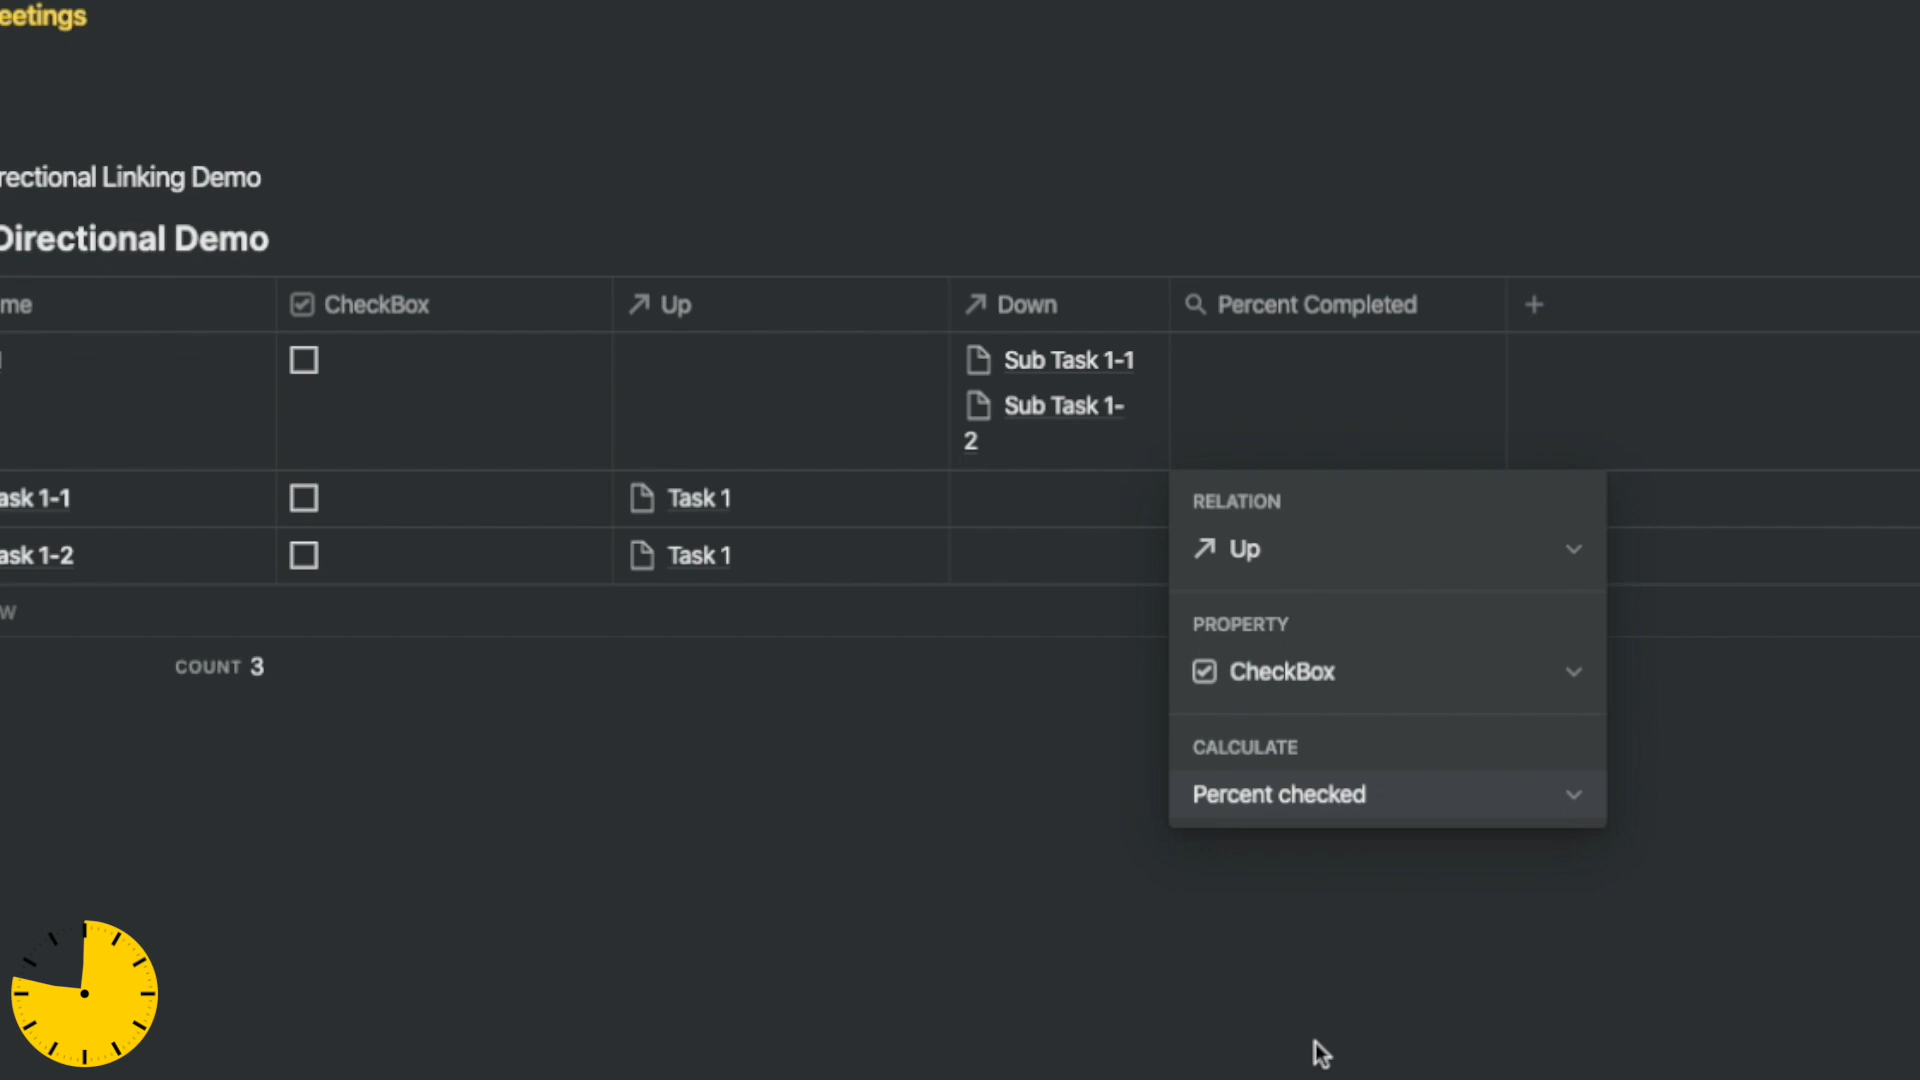 eetings
rectional Linking Demo
Directional Demo
me CheckBox Up Down Percent Completed +
Sub Task 1-1
Sub Task 1-
2
ask 1-1 Task 1
ask 1-2 Task 1
w
COUNT 3
RELATION
Up
PROPERTY
CheckBox
CALCULATE
Percent checked